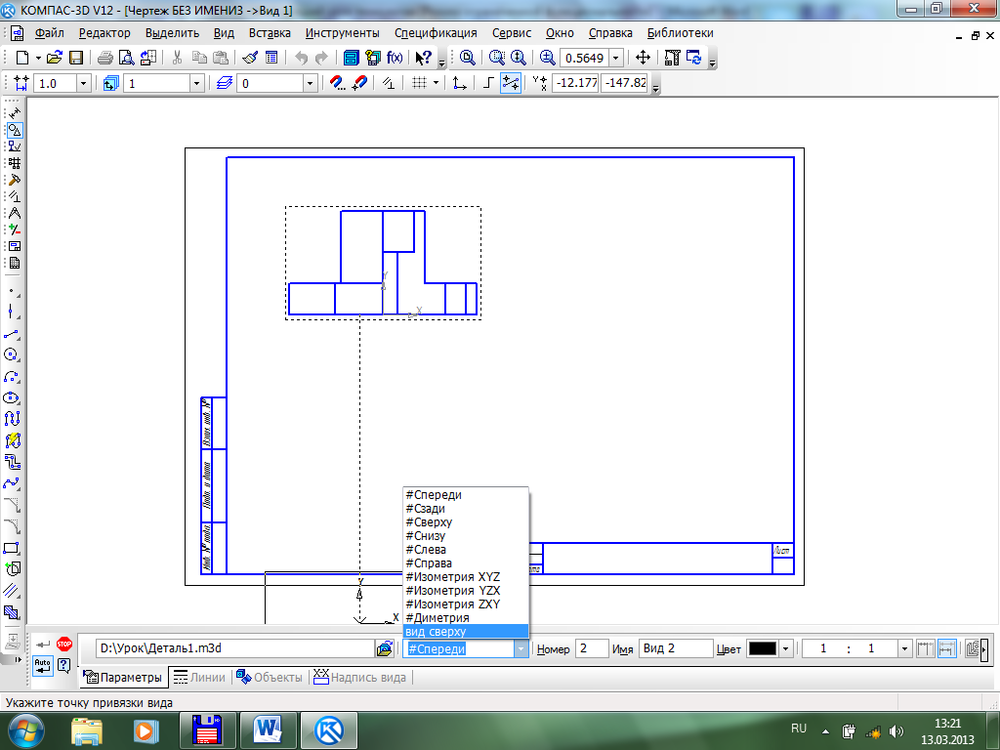 КОМПАС-3D V12 - [Чертеж БЕЗ ИМЕНИ3 ->Вид 1]
Файл Редактор Выделить Вид Вставка Инструменты Спецификация Сервис Окно Справка Библиотеки
f(x) 0.5649
1.0 1 0 -12.177 -147.82
Y
X
Лист
Y
X
#Спереди
#Сзади
#Сверху
#Снизу
#Слева
#Справа
#Изометрия XYZ
#Изометрия YZX
#Изометрия ZXY
#Диметрия
вид сверху
STOP D:\Урок\Деталь1.m3d #Спереди Номер 2 Имя Вид 2 Цвет 1 : 1
Auto
Параметры Линии Объекты Надпись вида
Укажите точку привязки вида
RU 13:21
13.03.2013